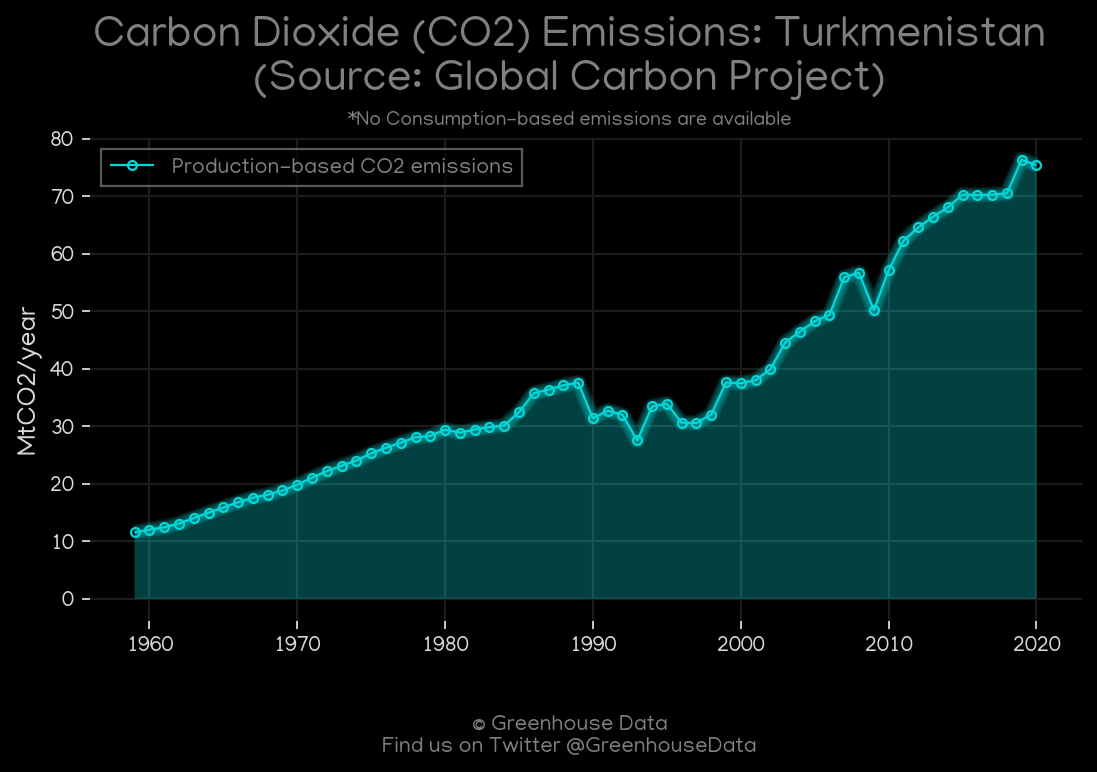 Carbon Dioxide (CO2) Emissions: Turkmenistan
(Source: Global Carbon Project)
*No Consumption-based emissions are available
Production-based CO2 emissions
MtCO2/year
80
70
60
50
40
30
20
10
0
1960 1970 1980 1990 2000 2010 2020
© Greenhouse Data
Find us on Twitter @GreenhouseData